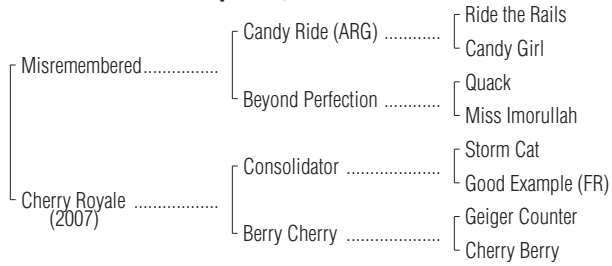 Ride the Rails
Candy Ride (ARG) ............
Candy Girl
Misremembered................
Quack
Beyond Perfection ............
Miss Imorullah
Storm Cat
Consolidator ....................
Good Example (FR)
Cherry Royale ..................
(2007)
Geiger Counter
Berry Cherry ....................
Cherry Berry